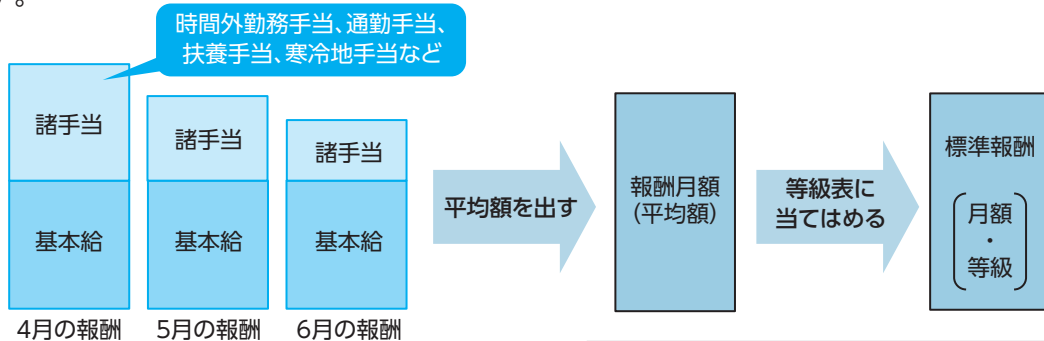 す。
時間外勤務手当、通勤手当、
扶養手当、寒冷地手当など
諸手当
諸手当
諸手当
基本給
基本給
基本給
4月の報酬
5月の報酬
6月の報酬
平均額を出す
報酬月額
(平均額)
等級表に
当てはめる
標準報酬
月額
・
等級